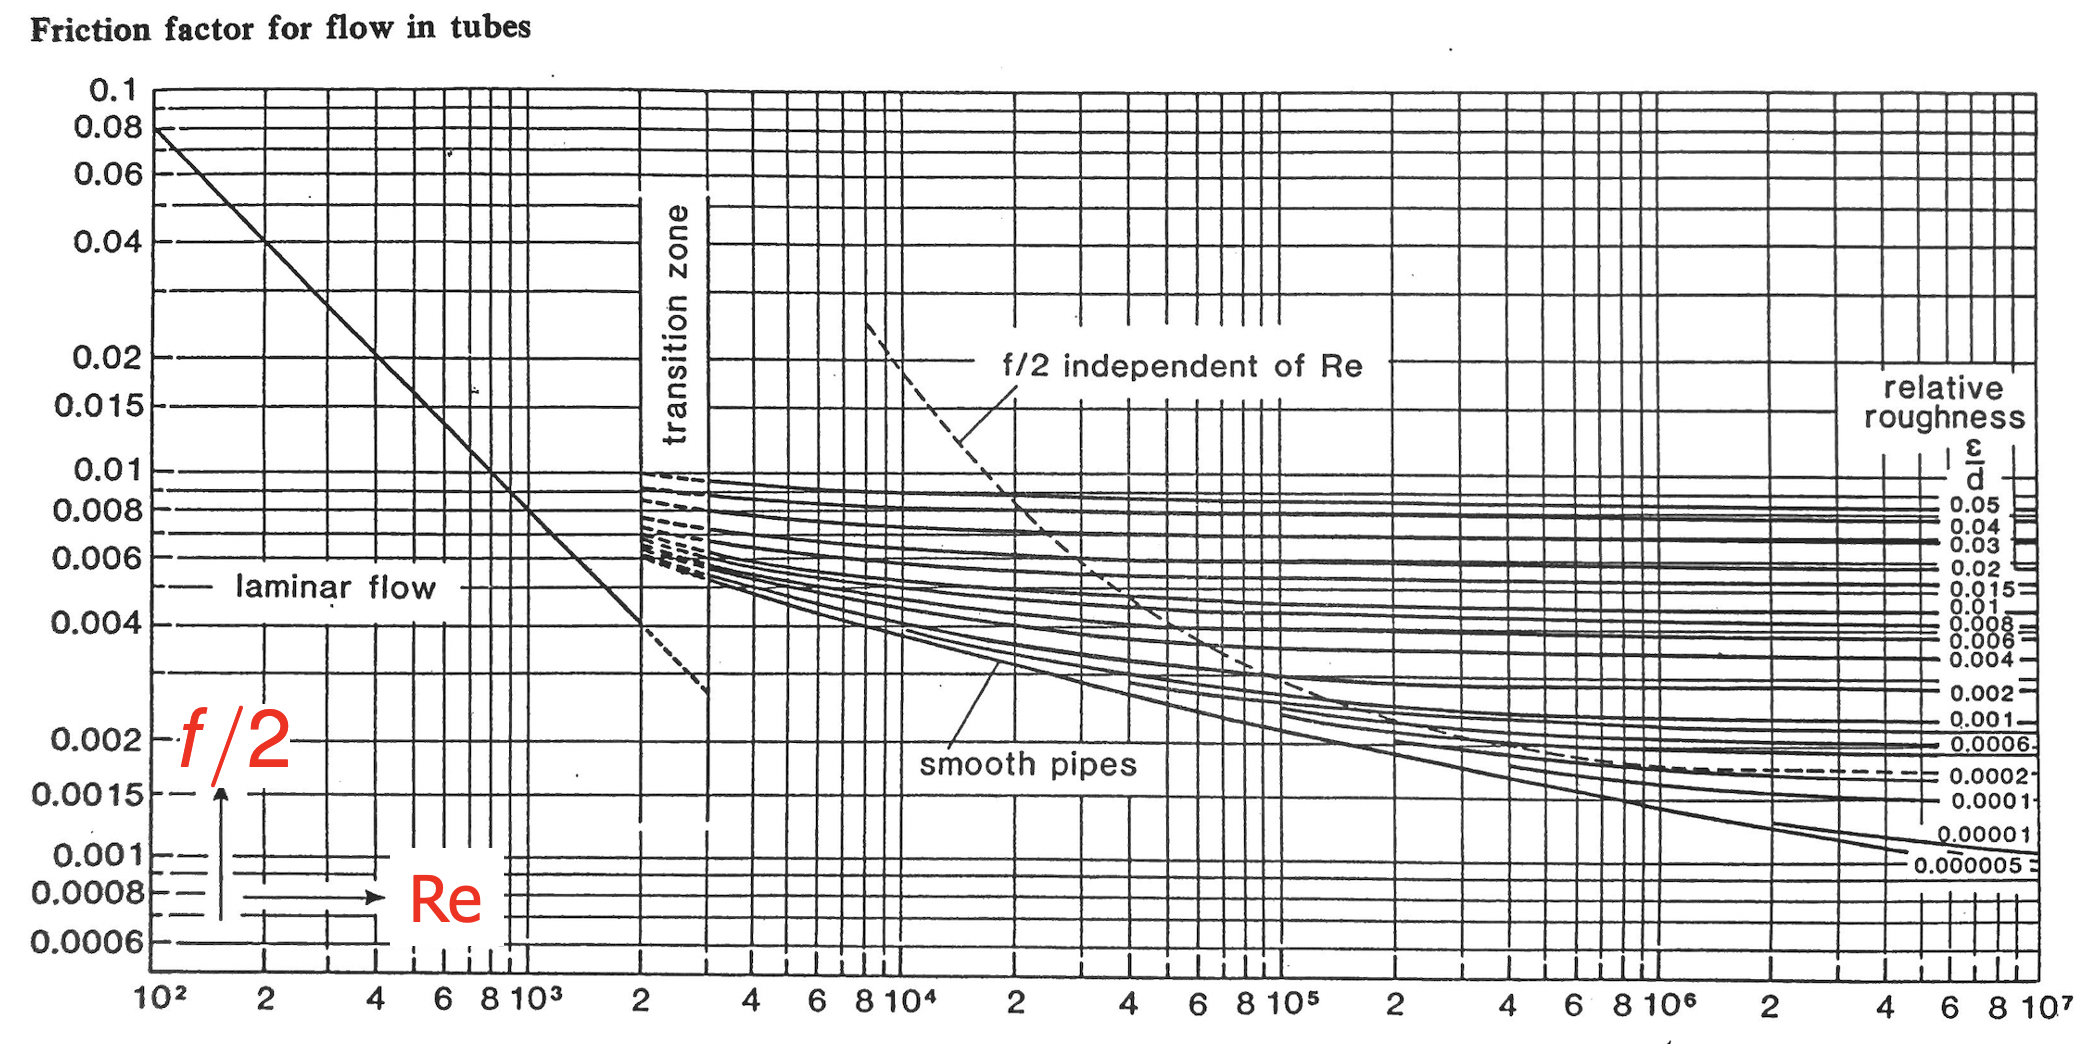 Friction factor for flow in tubes
0.1
0.08
0.06
0.04
0.02
0.015
0.01
0.008
0.006
0.004
0.002
0.0015
0.001
0.0008
0.0006
transition zone
f/2 independent of Re
relative
roughness
ε
d
0.05
0.04
0.03
0.02
0.015
0.01
0.008
0.006
0.004
0.002
0.001
0.0006
0.0002
0.0001
0.00001
0.000005
laminar flow
smooth pipes
f/2
Re
10² 2 4 6 8 10³ 2 4 6 8 10⁴ 2 4 6 8 10⁵ 2 4 6 8 10⁶ 2 4 6 8 10⁷